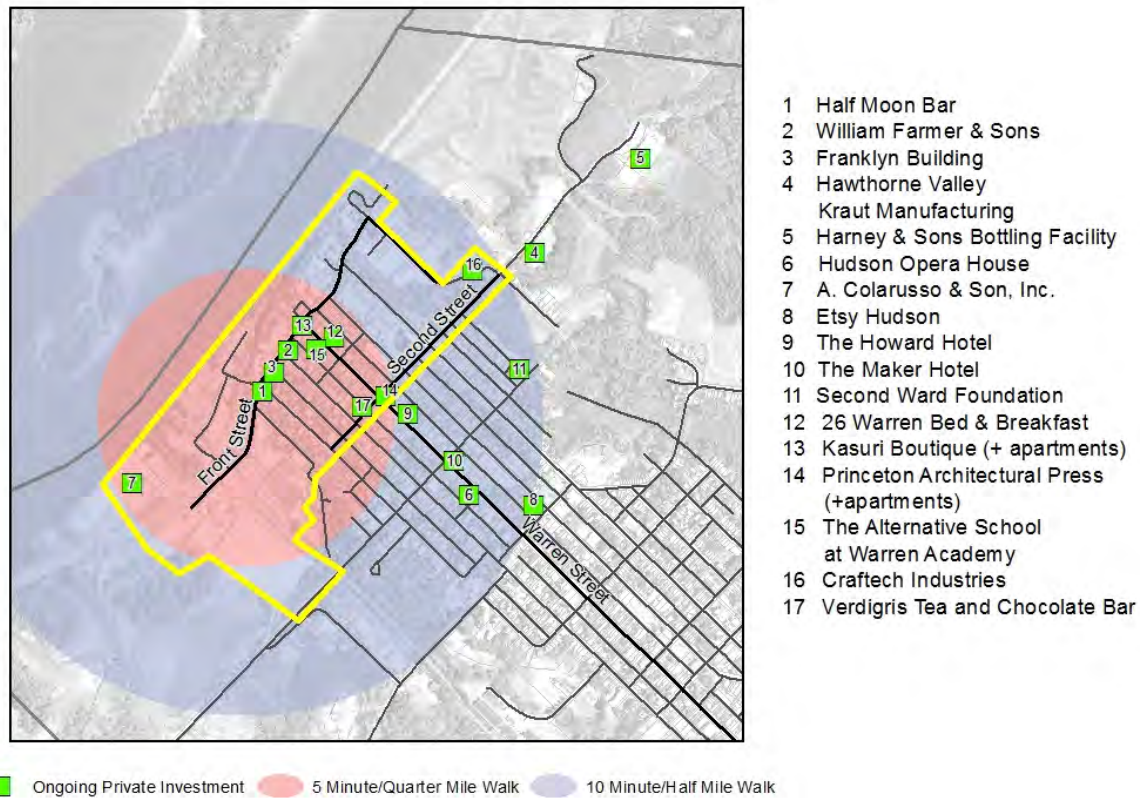 5
4
16
13
12
2
15
3
1
Second Street
11
14
17
9
Front Street
10
7
6
8
Warren Street
1 Half Moon Bar
2 William Farmer & Sons
3 Franklyn Building
4 Hawthorne Valley
Kraut Manufacturing
5 Harney & Sons Bottling Facility
6 Hudson Opera House
7 A. Colarusso & Son, Inc.
8 Etsy Hudson
9 The Howard Hotel
10 The Maker Hotel
11 Second Ward Foundation
12 26 Warren Bed & Breakfast
13 Kasuri Boutique (+ apartments)
14 Princeton Architectural Press
(+apartments)
15 The Alternative School
at Warren Academy
16 Craftech Industries
17 Verdigris Tea and Chocolate Bar
Ongoing Private Investment 5 Minute/Quarter Mile Walk 10 Minute/Half Mile Walk